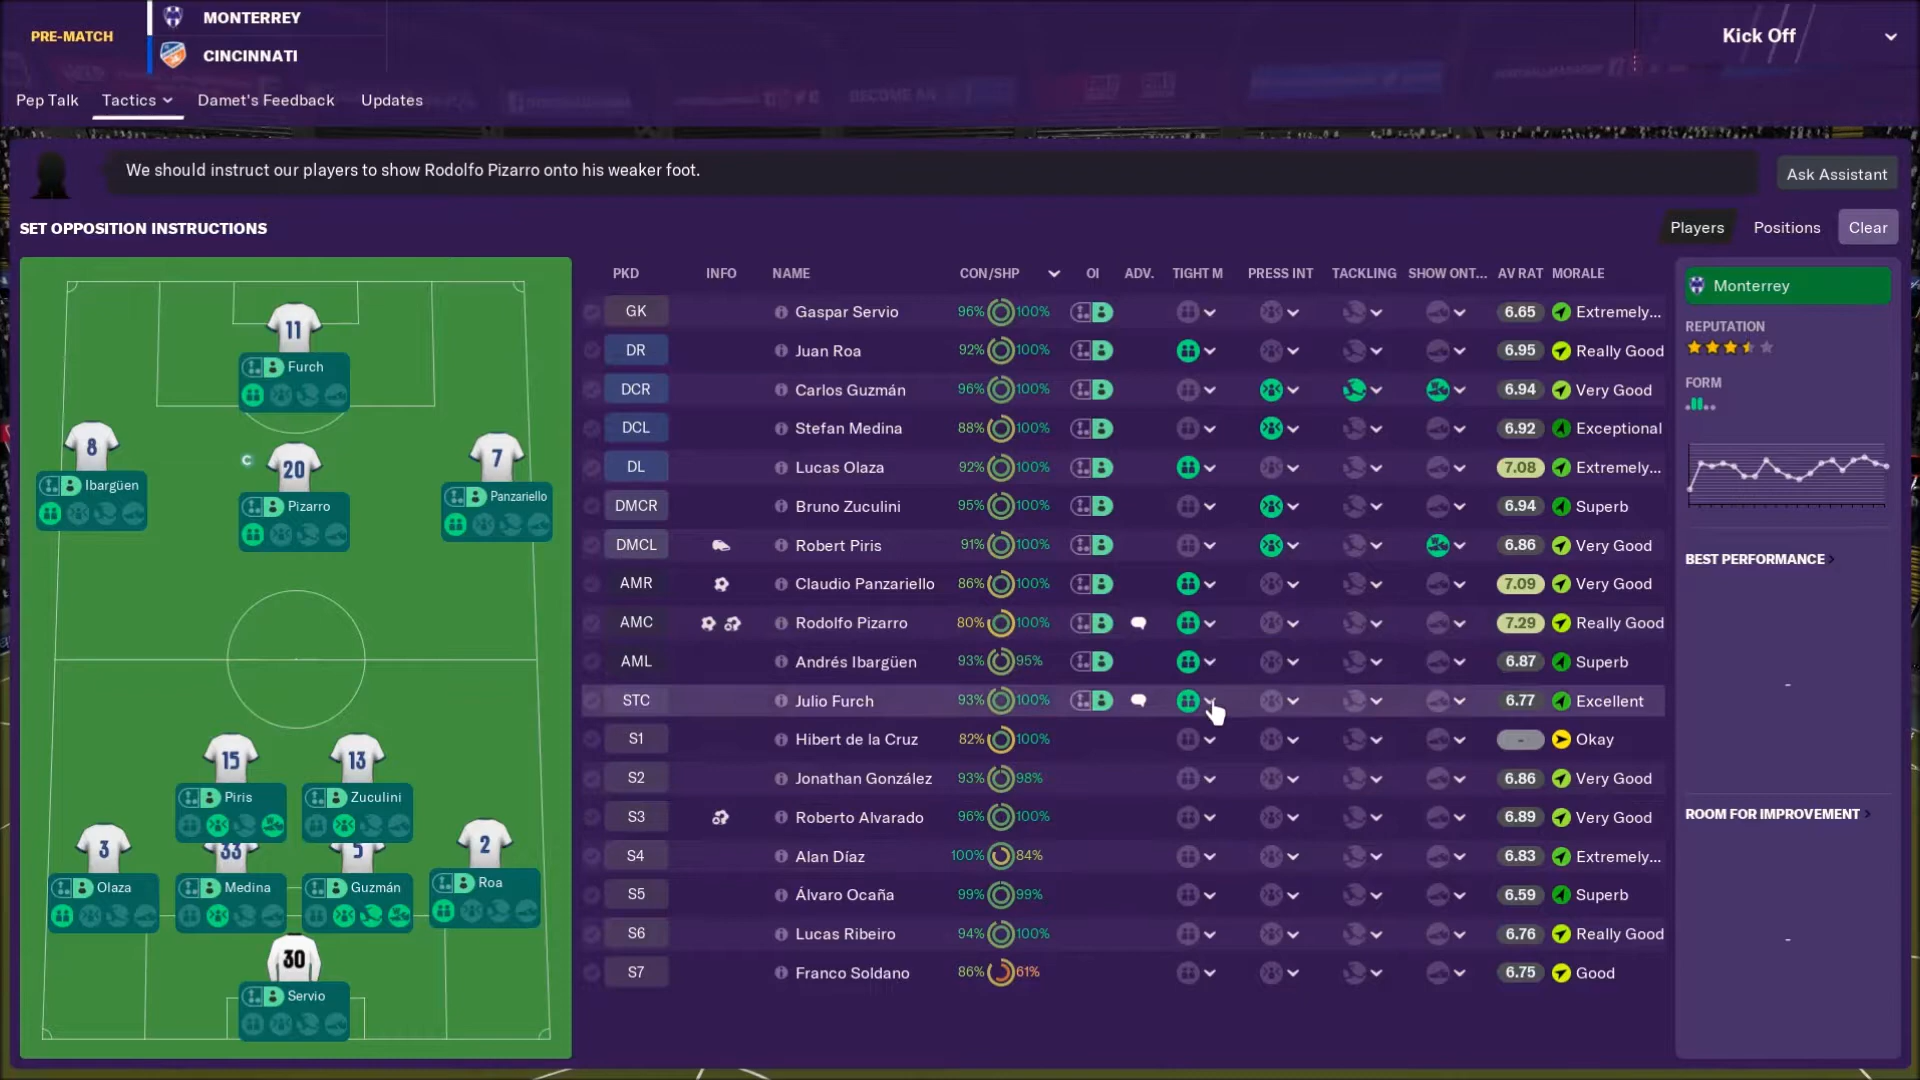 PRE-MATCH
MONTERREY
CINCINNATI
Kick Off
Pep Talk Tactics Damet's Feedback Updates
We should instruct our players to show Rodolfo Pizarro onto his weaker foot.
Ask Assistant
SET OPPOSITION INSTRUCTIONS
Players Positions Clear
11
Furch
8
Ibargüen
C 20
Pizarro
7
Panzariello
15
Piris
13
Zuculini
3
Olaza
33
Medina
5
Guzmán
2
Roa
30
Servio
PKD INFO NAME CON/SHP OI ADV. TIGHT M PRESS INT TACKLING SHOW ONT... AV RAT MORALE
GK Gaspar Servio 96% 100% 6.65 Extremely...
DR Juan Roa 92% 100% 6.95 Really Good
DCR Carlos Guzmán 96% 100% 6.94 Very Good
DCL Stefan Medina 88% 100% 6.92 Exceptional
DL Lucas Olaza 92% 100% 7.08 Extremely...
DMCR Bruno Zuculini 95% 100% 6.94 Superb
DMCL Robert Piris 91% 100% 6.86 Very Good
AMR Claudio Panzariello 86% 100% 7.09 Very Good
AMC Rodolfo Pizarro 80% 100% 7.29 Really Good
AML Andrés Ibargüen 93% 95% 6.87 Superb
STC Julio Furch 93% 100% 6.77 Excellent
S1 Hibert de la Cruz 82% 100% - Okay
S2 Jonathan González 93% 98% 6.86 Very Good
S3 Roberto Alvarado 96% 100% 6.89 Very Good
S4 Alan Díaz 100% 84% 6.83 Extremely...
S5 Álvaro Ocaña 99% 99% 6.59 Superb
S6 Lucas Ribeiro 94% 100% 6.76 Really Good
S7 Franco Soldano 86% 61% 6.75 Good
Monterrey
REPUTATION
FORM
BEST PERFORMANCE
-
ROOM FOR IMPROVEMENT
-